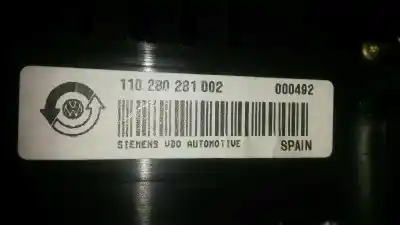 110 280 281 002 000492
SIEMENS VDO AUTOMOTIVE SPAIN